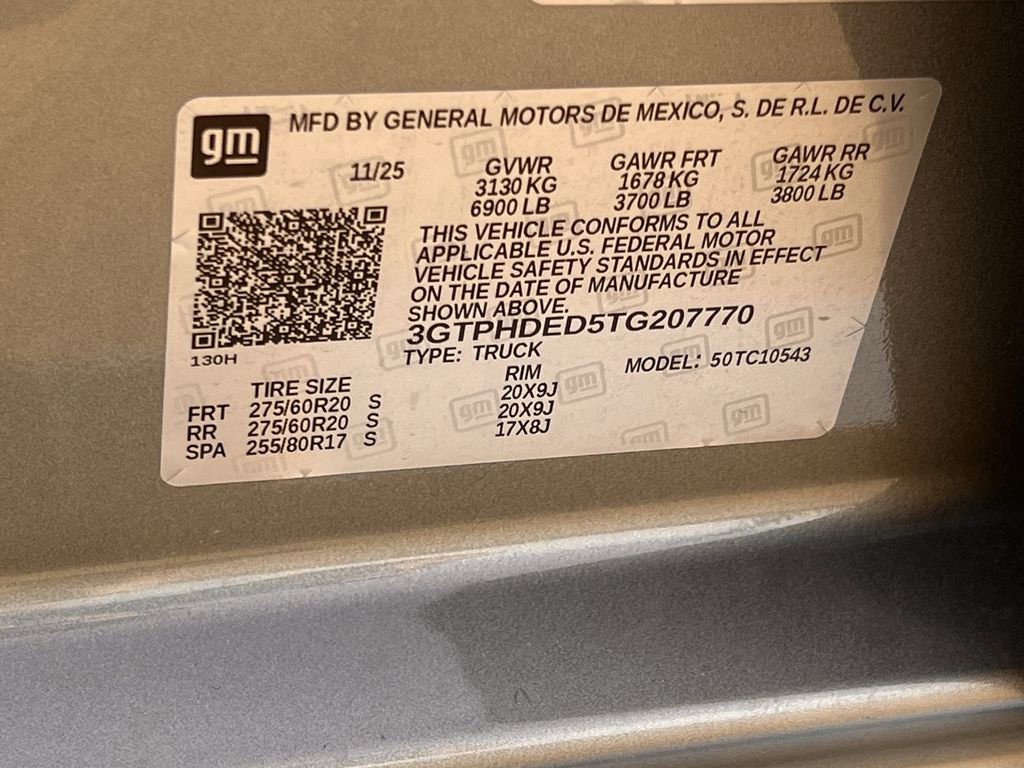 gm MFD BY GENERAL MOTORS DE MEXICO, S. DE R.L. DE C.V.
11/25 GVWR GAWR FRT GAWR RR
3130 KG 1678 KG 1724 KG
6900 LB 3700 LB 3800 LB
THIS VEHICLE CONFORMS TO ALL
APPLICABLE U.S. FEDERAL MOTOR
VEHICLE SAFETY STANDARDS IN EFFECT
ON THE DATE OF MANUFACTURE
SHOWN ABOVE.
3GTPHDED5TG207770
130H
TYPE: TRUCK MODEL: 50TC10543
TIRE SIZE RIM
FRT 275/60R20 S 20X9J
RR 275/60R20 S 20X9J
SPA 255/80R17 S 17X8J